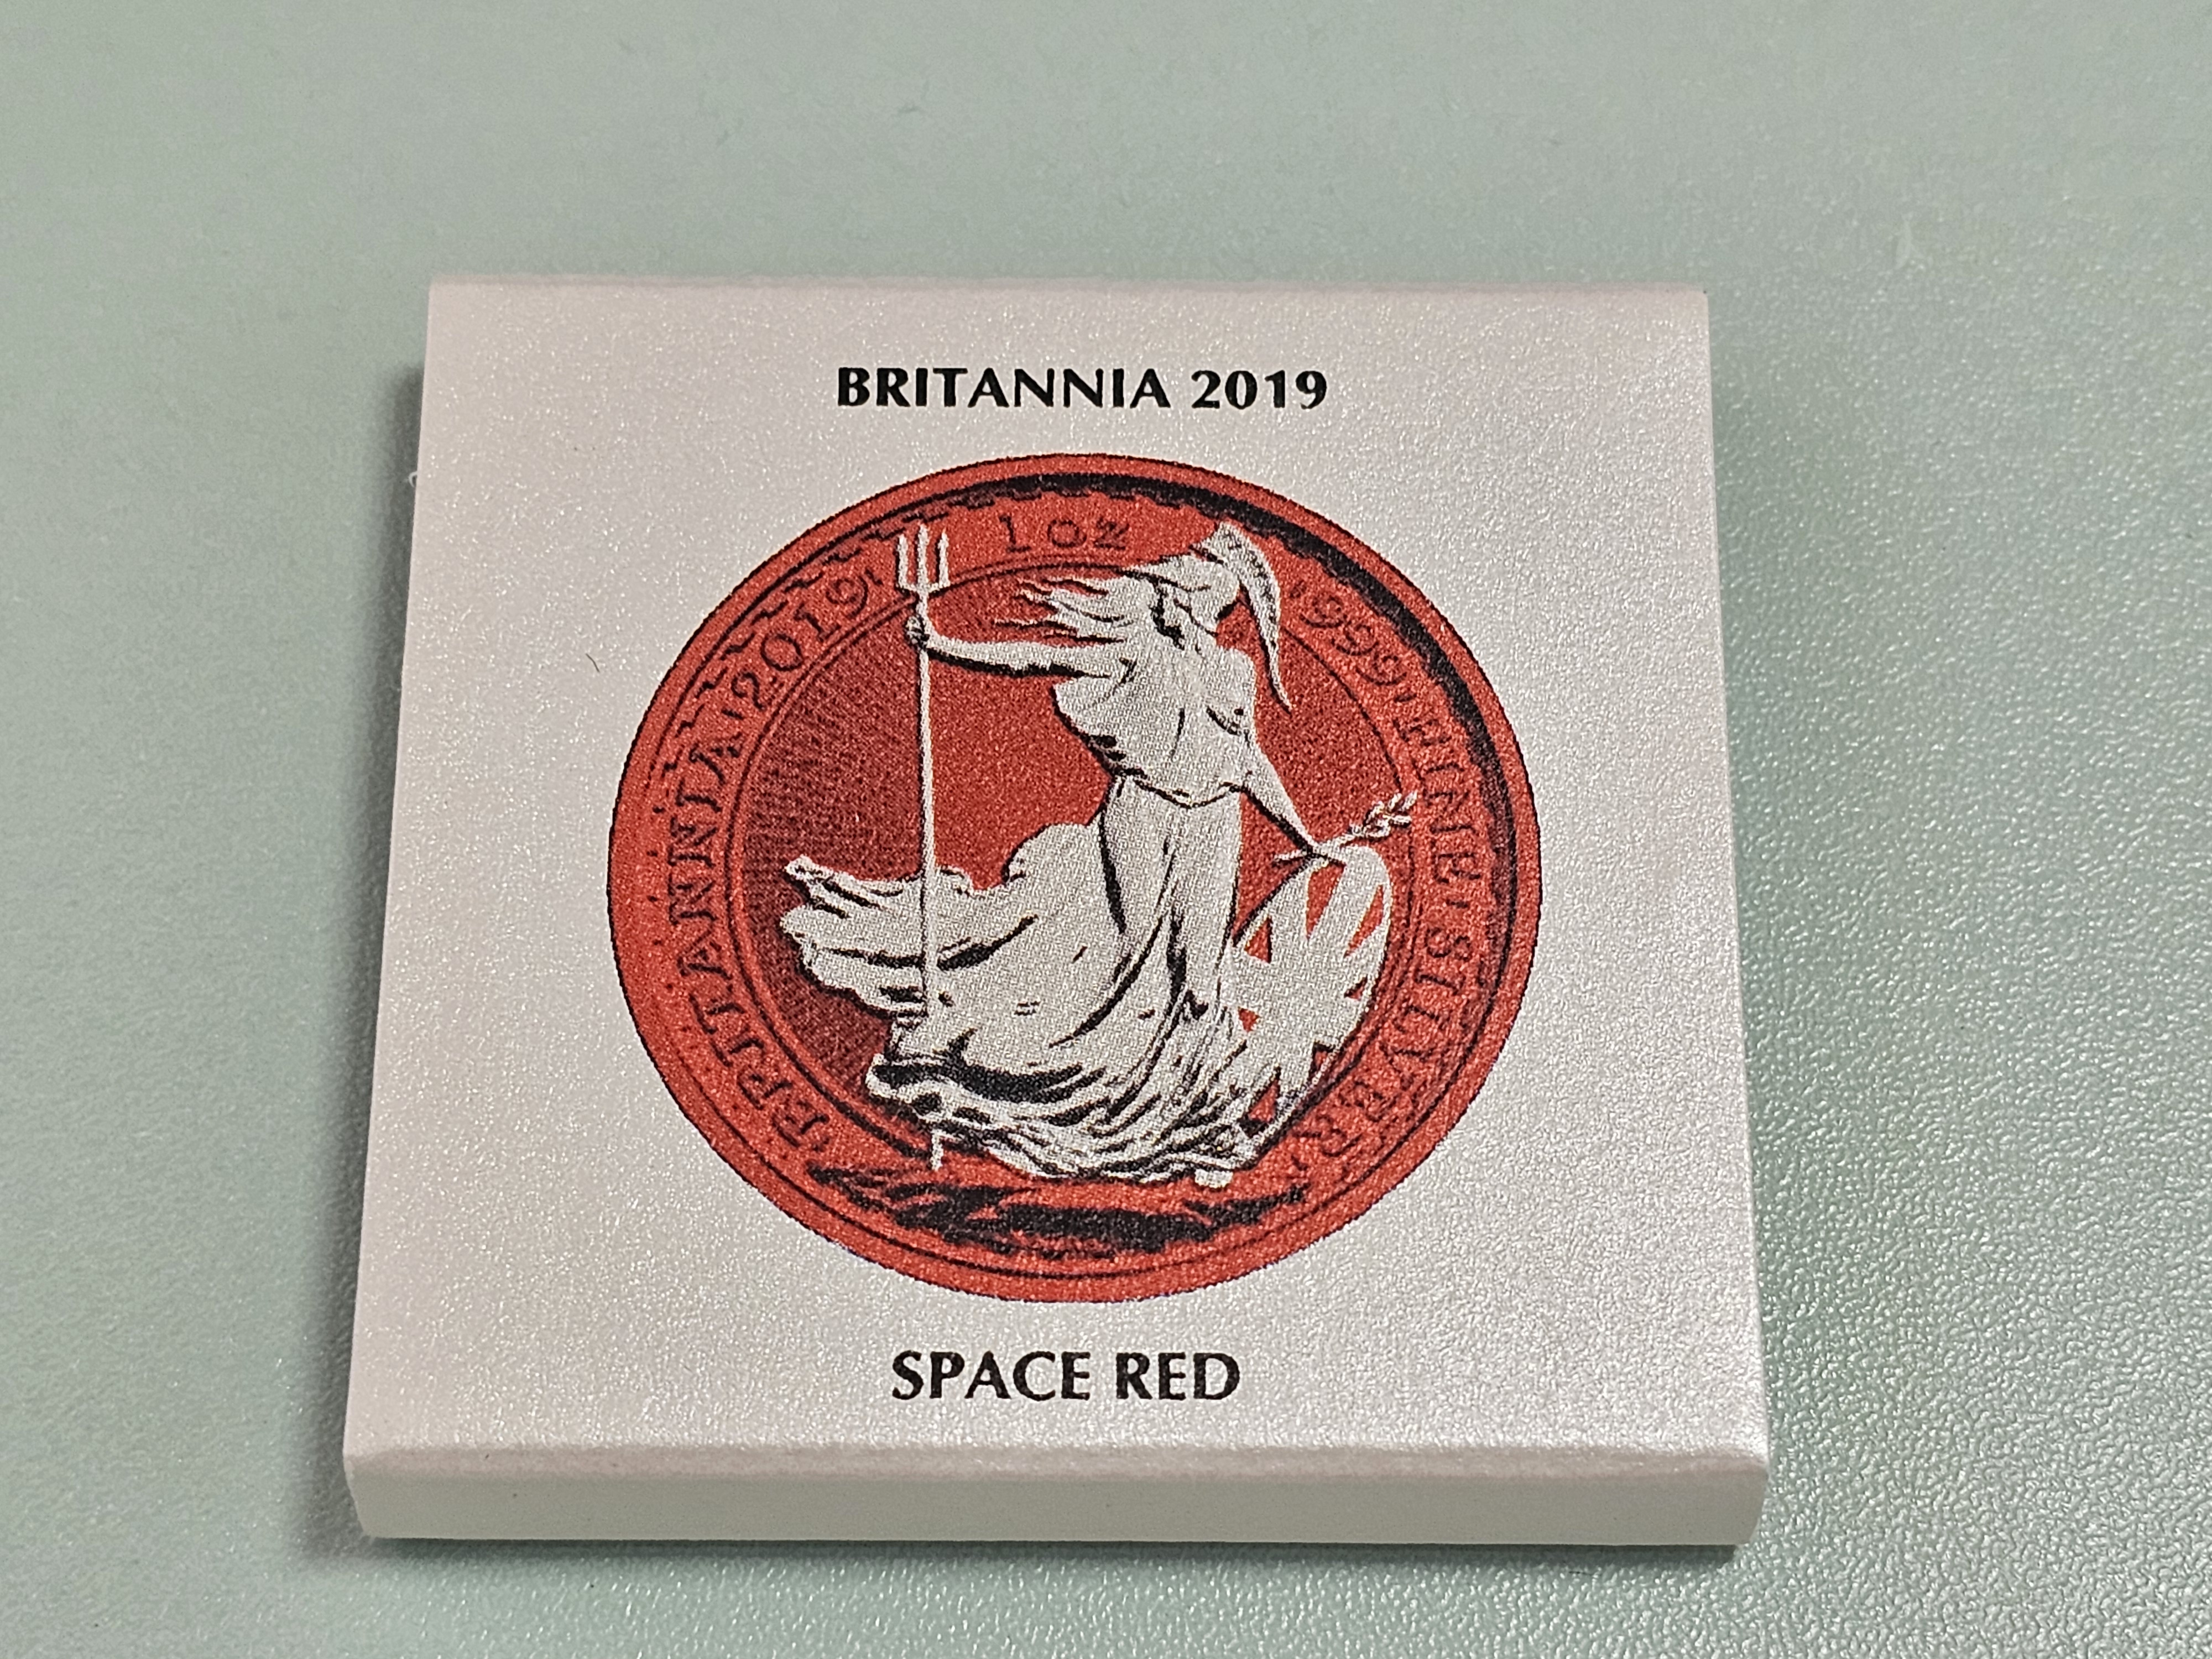 BRITANNIA 2019
BRITANNIA 2019 1oz 999 FINE SILVER
SPACE RED